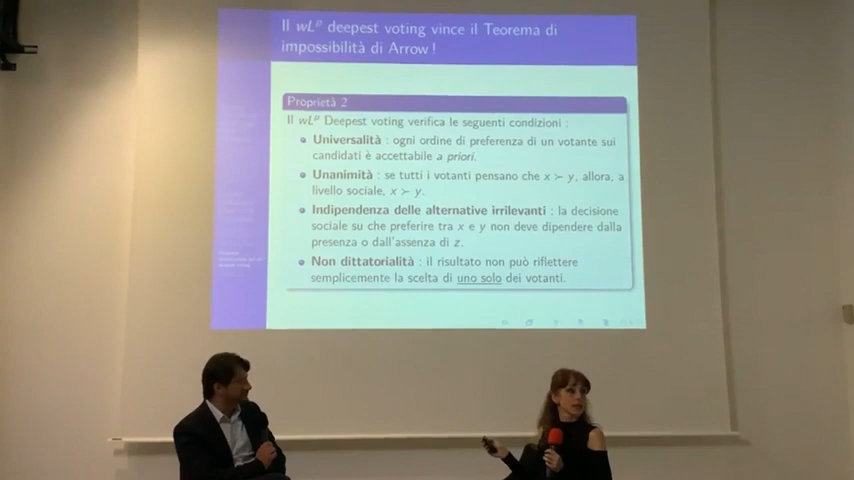 Il wLᵖ deepest voting vince il Teorema di
impossibilità di Arrow !
Proprietà 2
Il wLᵖ Deepest voting verifica le seguenti condizioni :
Universalità : ogni ordine di preferenza di un votante sui
candidati è accettabile a priori.
Unanimità : se tutti i votanti pensano che x ≻ y, allora, a
livello sociale, x ≻ y.
Indipendenza delle alternative irrilevanti : la decisione
sociale su che preferire tra x e y non deve dipendere dalla
presenza o dall'assenza di z.
Non dittatorialità : il risultato non può riflettere
semplicemente la scelta di uno solo dei votanti.